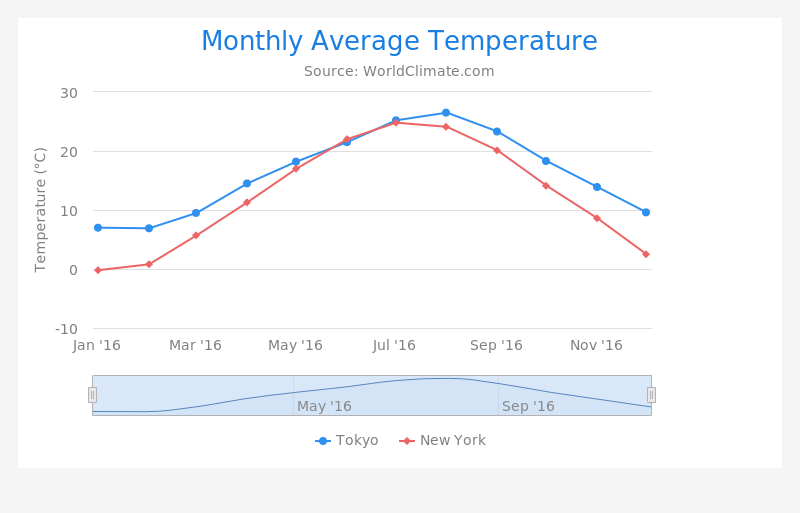 Monthly Average Temperature
Source: WorldClimate.com
Temperature (°C)
30
20
10
0
-10
Jan '16 Mar '16 May '16 Jul '16 Sep '16 Nov '16
May '16 Sep '16
Tokyo New York